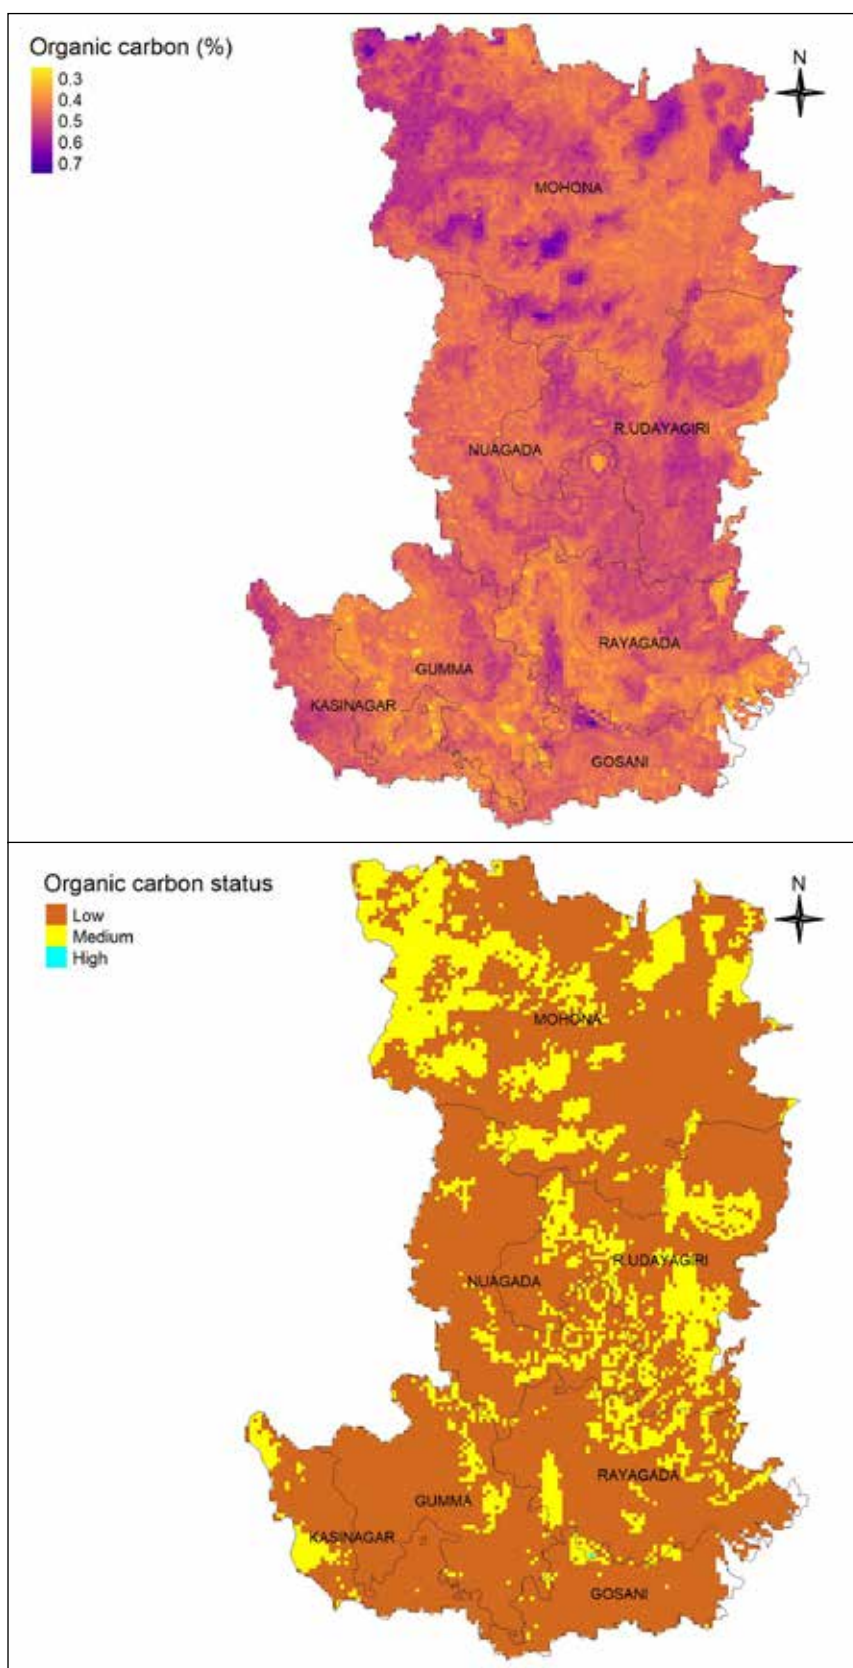 Organic carbon (%)
0.3
0.4
0.5
0.6
0.7
N
MOHONA
R.UDAYAGIRI
NUAGADA
RAYAGADA
GUMMA
KASINAGAR
GOSANI
Organic carbon status
Low
Medium
High
N
MOHONA
R.UDAYAGIRI
NUAGADA
RAYAGADA
GUMMA
KASINAGAR
GOSANI